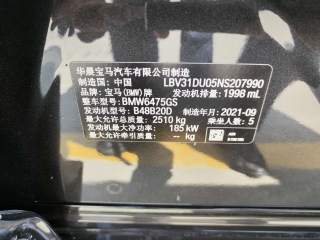 华晨宝马汽车有限公司制造
制造国：中国 LBV31DU05NS207990
品牌：宝马(BMW)牌 发动机排量：1998 mL
整车型号：BMW6475GS
发动机型号：B48B20D 制造年月：2021-09
最大允许总质量：2510 kg 乘坐人数：5
发动机最大净功率：185 kW
最大允许牵引质量：-- kg